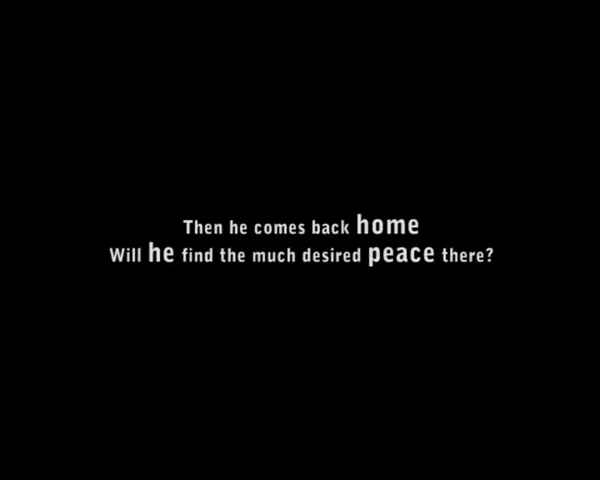 Then he comes back home
Will he find the much desired peace there?